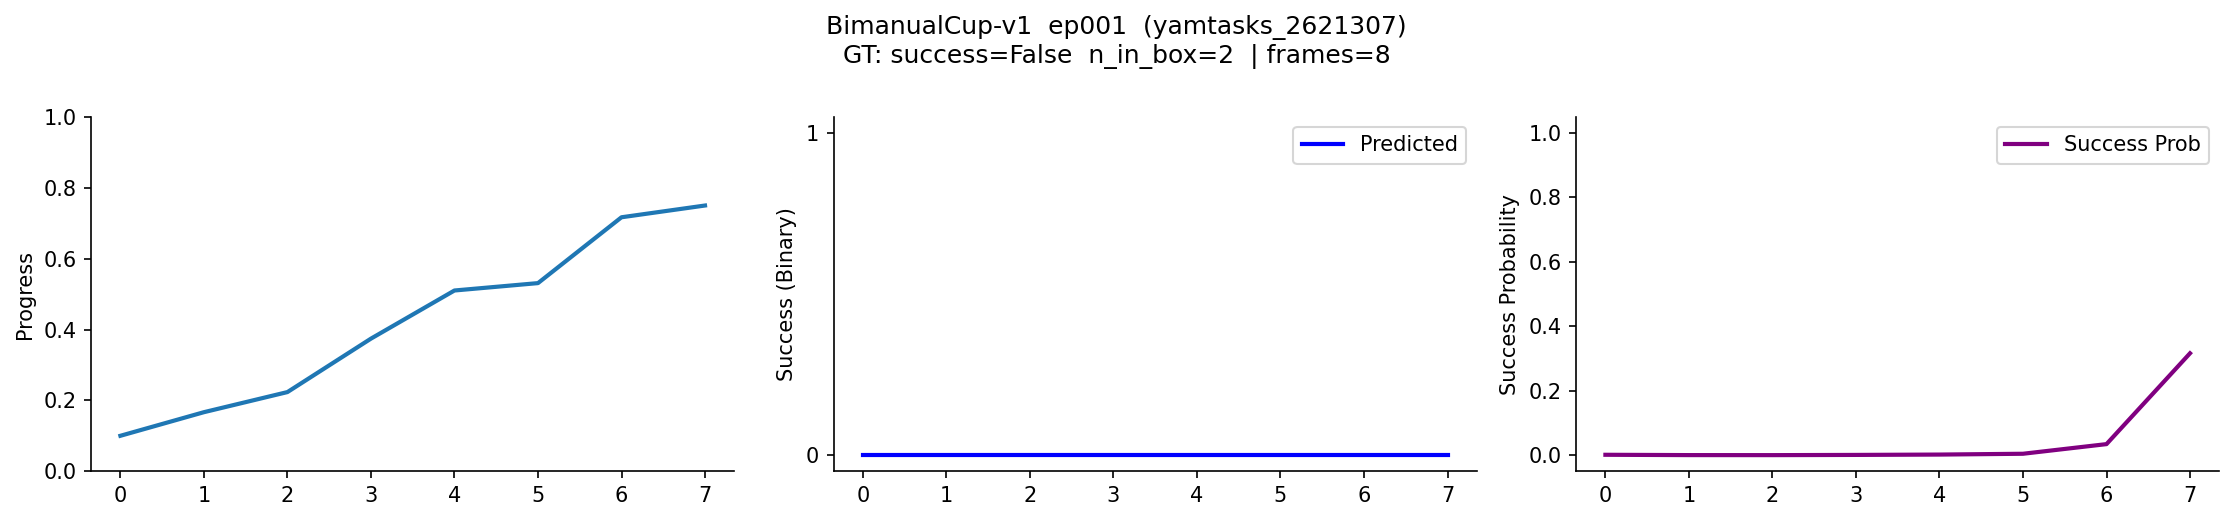 BimanualCup-v1 ep001 (yamtasks_2621307)
GT: success=False n_in_box=2 | frames=8
Progress
1.0
0.8
0.6
0.4
0.2
0.0
0 1 2 3 4 5 6 7
Success (Binary)
1
0
Predicted
0 1 2 3 4 5 6 7
Success Probability
1.0
0.8
0.6
0.4
0.2
0.0
Success Prob
0 1 2 3 4 5 6 7